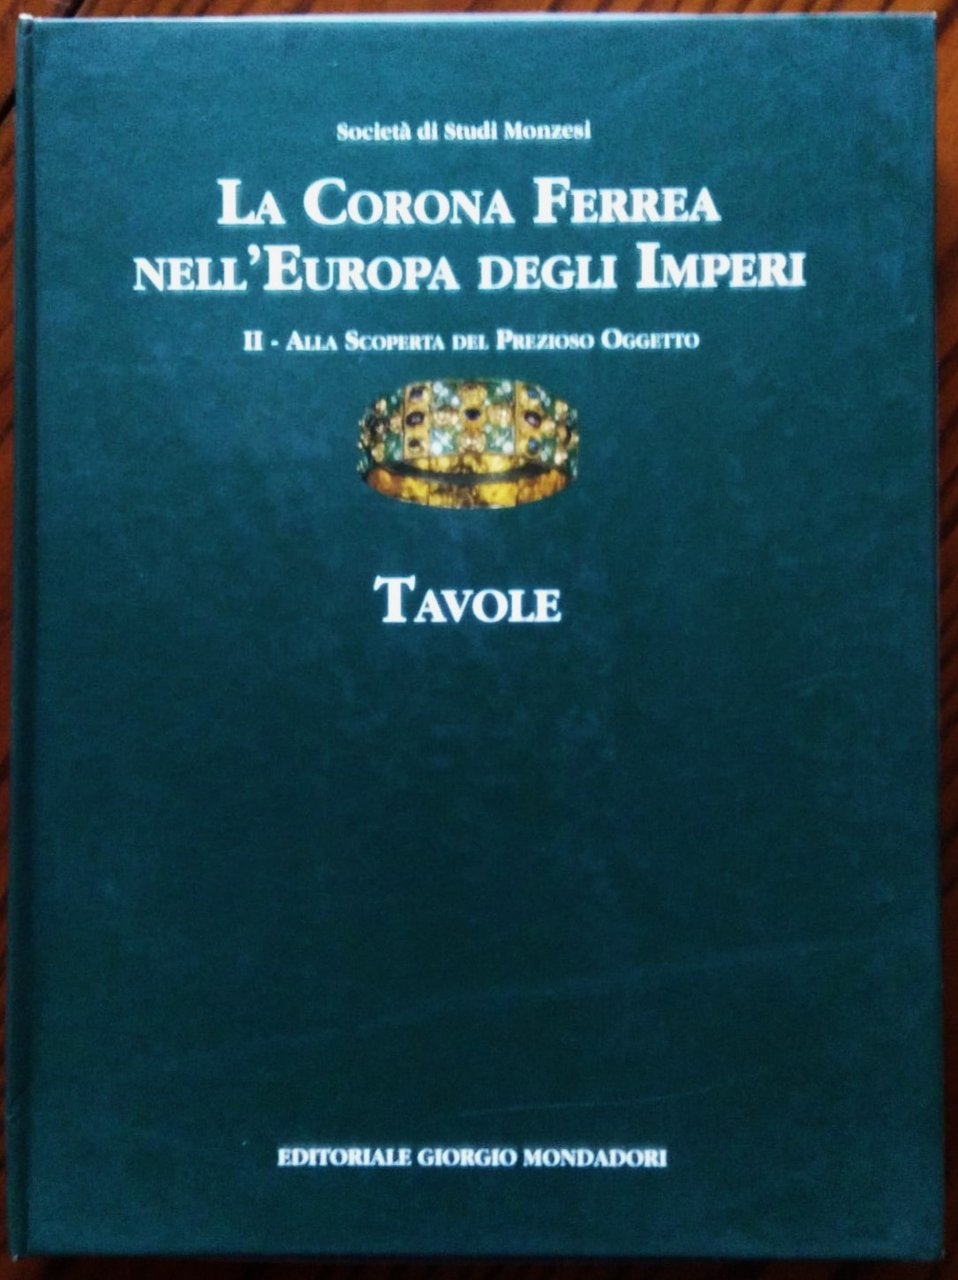 Società di Studi Monzesi
LA CORONA FERREA
NELL'EUROPA DEGLI IMPERI
II - ALLA SCOPERTA DEL PREZIOSO OGGETTO
TAVOLE
EDITORIALE GIORGIO MONDADORI